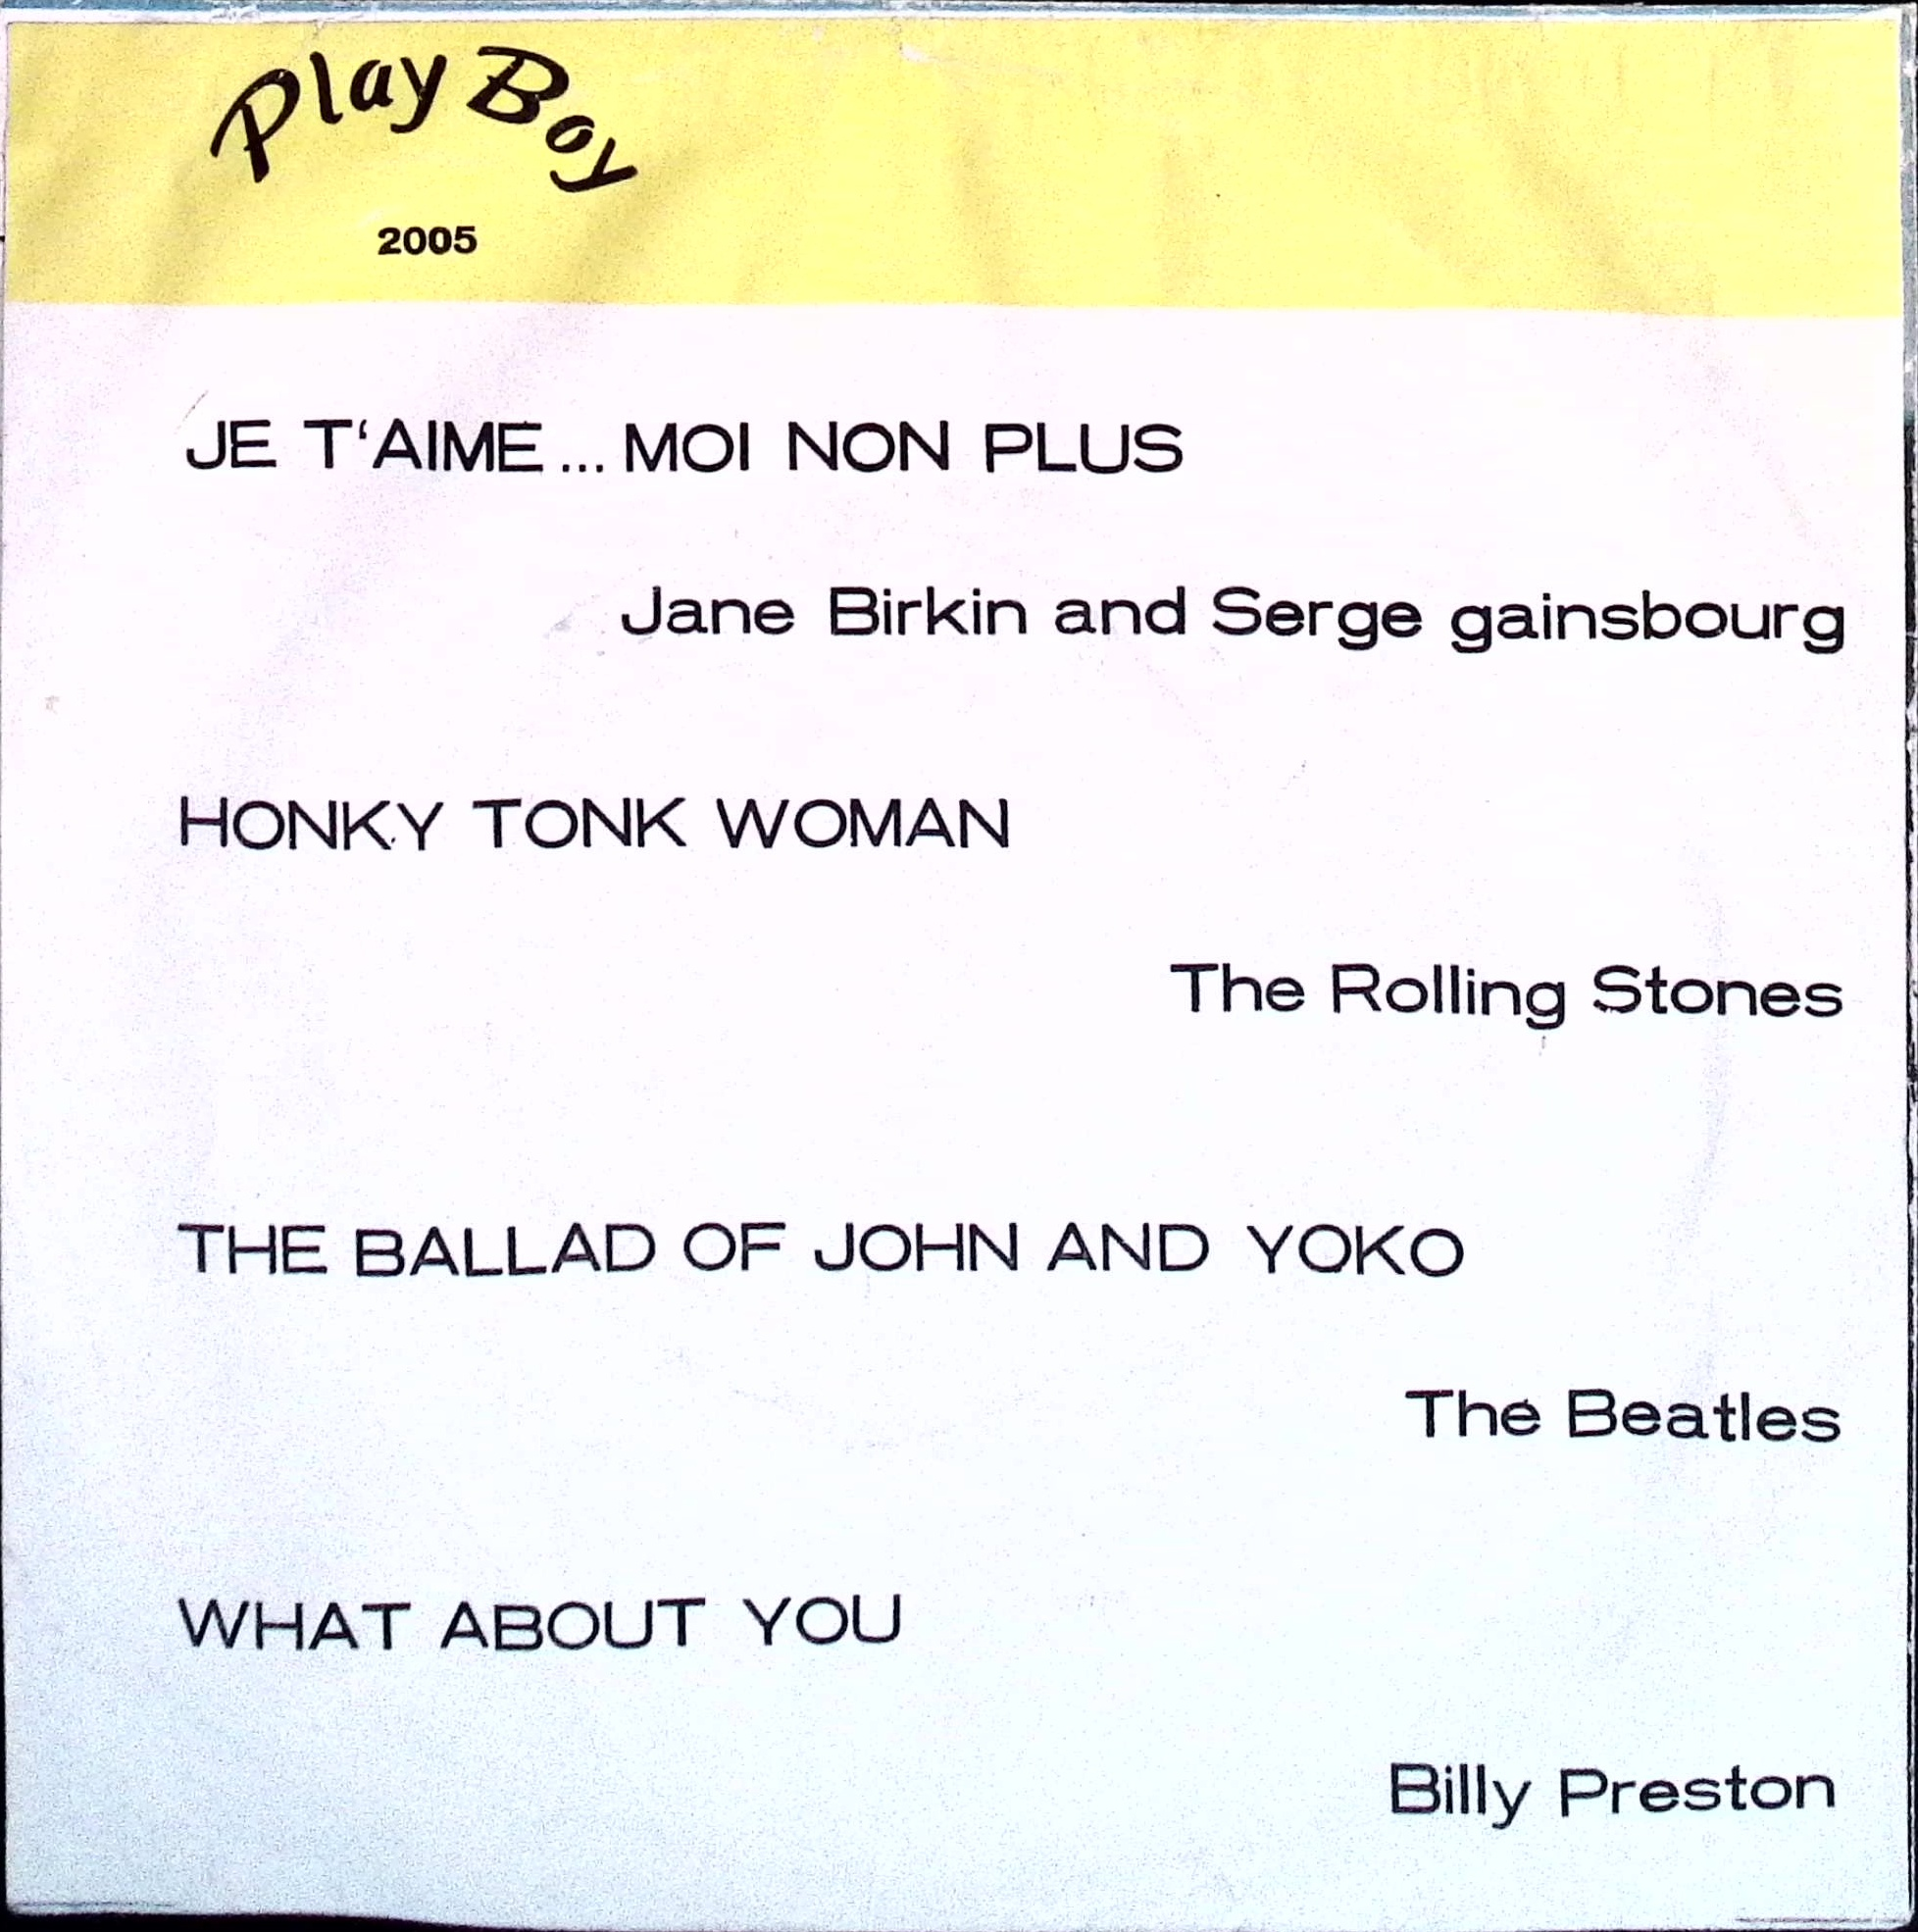 Play Boy
2005
JE T‘AIME... MOI NON PLUS
Jane Birkin and Serge gainsbourg
HONKY TONK WOMAN
The Rolling Stones
THE BALLAD OF JOHN AND YOKO
The Beatles
WHAT ABOUT YOU
Billy Preston